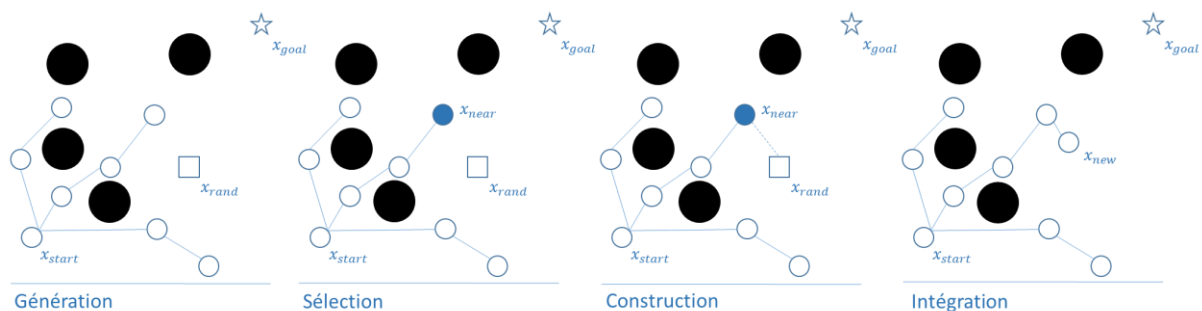 x_goal
x_rand
x_start
Génération
x_goal
x_near
x_rand
x_start
Sélection
x_goal
x_near
x_rand
x_start
Construction
x_goal
x_new
x_start
Intégration